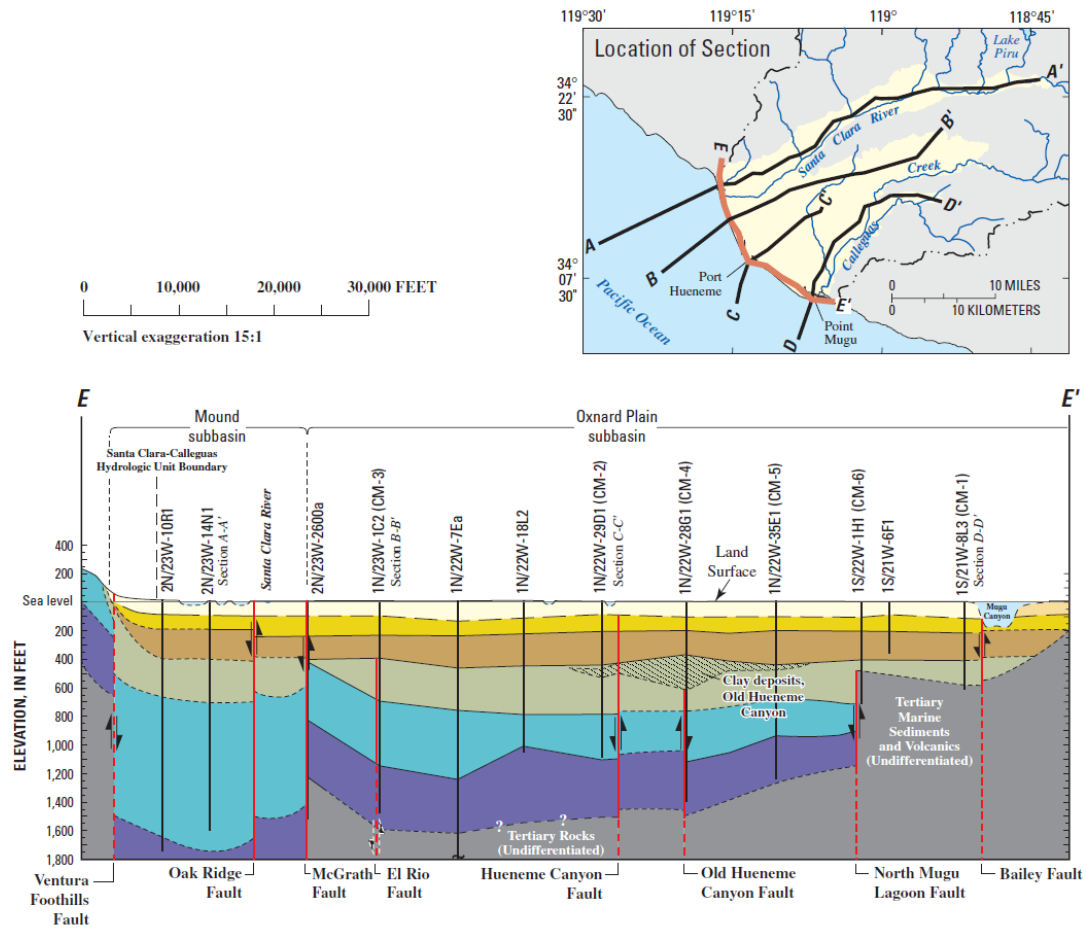 119°30' 119°15' 119° 118°45'
Location of Section
Lake
Piru
34°
22'
30"
A'
B'
Santa Clara River
E
Creek
C'
D'
Calleguas
A
B
34°
07'
30"
Port
Hueneme
Pacific Ocean
C
E'
D
Point
Mugu
0 10 MILES
0 10 KILOMETERS
0 10,000 20,000 30,000 FEET
Vertical exaggeration 15:1
E E'
Mound
subbasin
Oxnard Plain
subbasin
Santa Clara-Calleguas
Hydrologic Unit Boundary
2N/23W-10R1
2N/23W-14N1
Section A-A'
Santa Clara River
2N/23W-2600a
1N/23W-1C2 (CM-3)
Section B-B'
1N/22W-7Ea
1N/22W-18L2
1N/22W-29D1 (CM-2)
Section C-C'
1N/22W-28G1 (CM-4)
1N/22W-35E1 (CM-5)
1S/22W-1H1 (CM-6)
1S/21W-6F1
1S/21W-8L3 (CM-1)
Section D-D'
Land
Surface
ELEVATION, IN FEET
400
200
Sea level
200
400
600
800
1,000
1,200
1,400
1,600
1,800
Mugu
Canyon
Clay deposits,
Old Hueneme
Canyon
Tertiary
Marine
Sediments
and Volcanics
(Undifferentiated)
? ?
Tertiary Rocks
(Undifferentiated)
Ventura
Foothills
Fault
Oak Ridge
Fault
McGrath
Fault
El Rio
Fault
Hueneme Canyon
Fault
Old Hueneme
Canyon Fault
North Mugu
Lagoon Fault
Bailey Fault